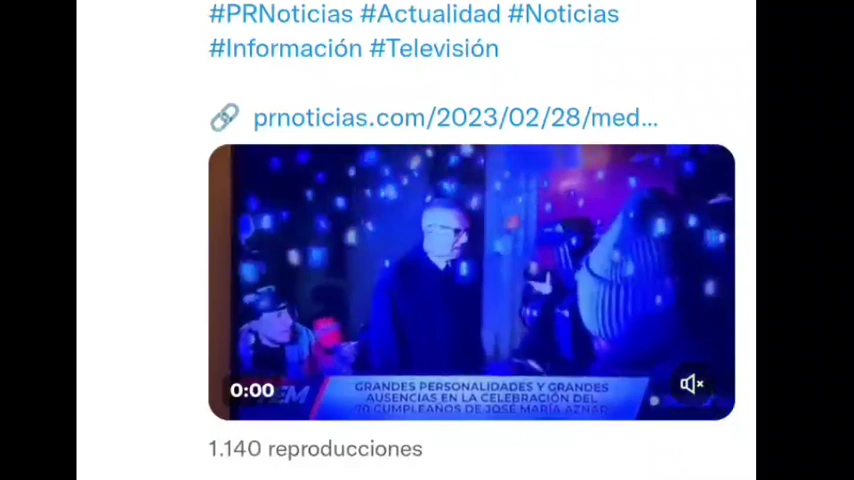 #PRNoticias #Actualidad #Noticias
#Información #Televisión
prnoticias.com/2023/02/28/med...
0:00
GRANDES PERSONALIDADES Y GRANDES
AUSENCIAS EN LA CELEBRACIÓN DEL
70 CUMPLEAÑOS DE JOSÉ MARÍA AZNAR
1.140 reproducciones